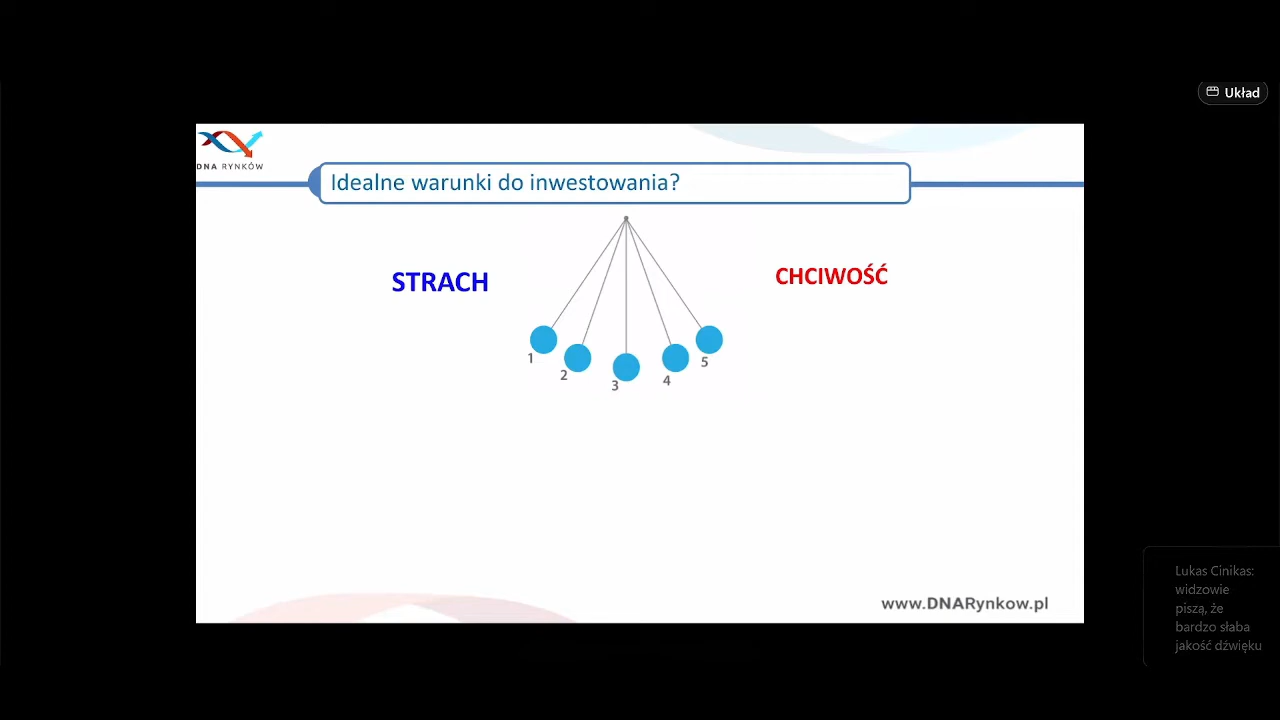 Układ
DNA RYNKÓW
Idealne warunki do inwestowania?
STRACH
CHCIWOŚĆ
1
2
3
4
5
www.DNARynkow.pl
Lukas Cinikas:
widzowie
piszą, że
bardzo słaba
jakość dźwięku